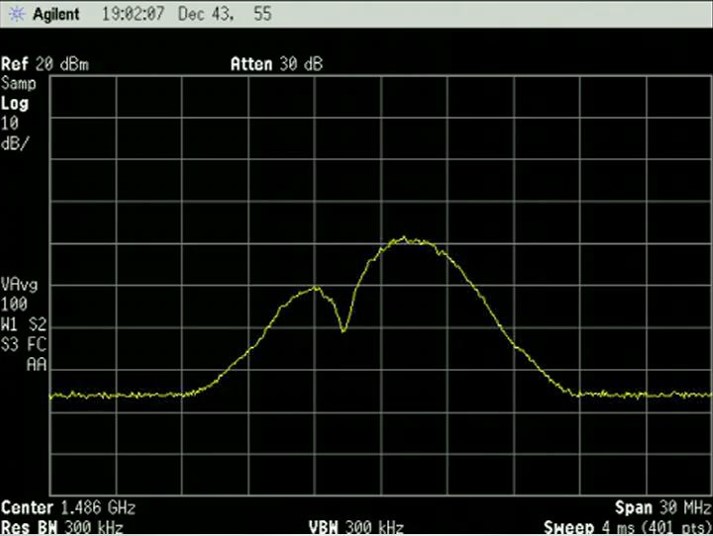 Agilent 19:02:07 Dec 43, 55
Ref 20 dBm Atten 30 dB
Samp
Log
10
dB/
VAvg
100
W1 S2
S3 FC
AA
Center 1.486 GHz Span 30 MHz
Res BW 300 kHz VBW 300 kHz Sweep 4 ms (401 pts)